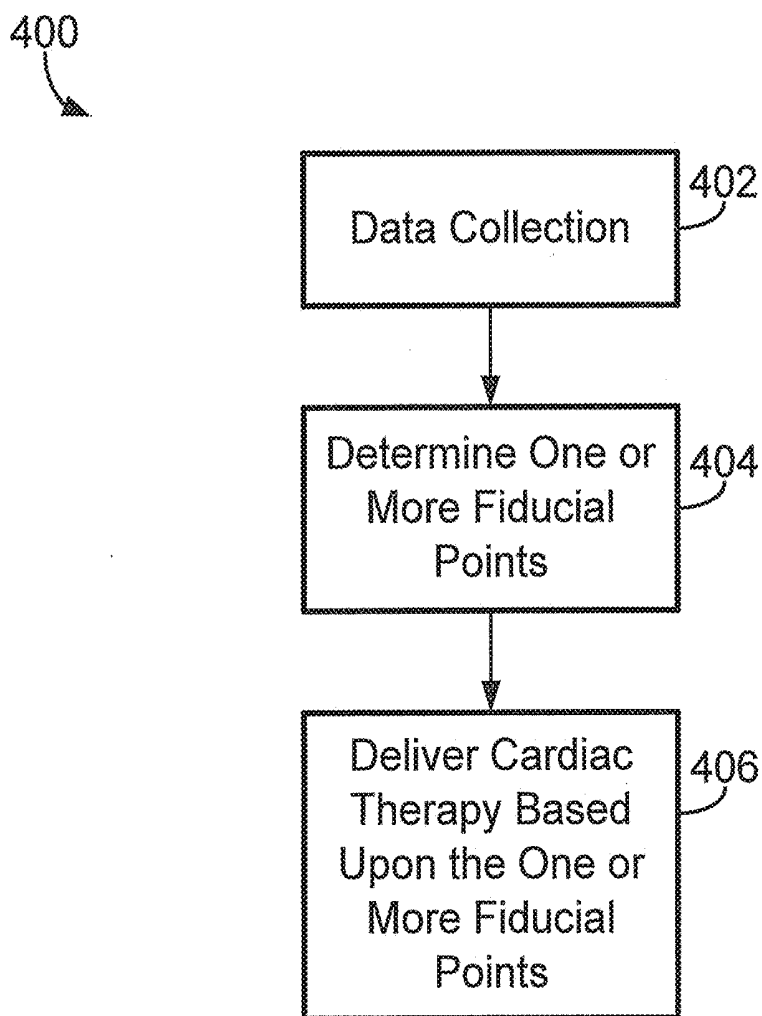 400
402
Data Collection
Determine One or
More Fiducial
Points
404
Deliver Cardiac
Therapy Based
Upon the One or
More Fiducial
Points
406